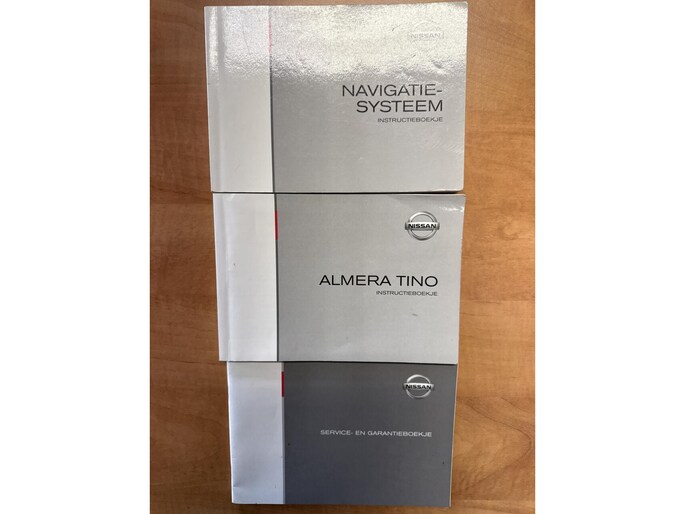 NISSAN
NAVIGATIE-
SYSTEEM
INSTRUCTIEBOEKJE
NISSAN
ALMERA TINO
INSTRUCTIEBOEKJE
NISSAN
SERVICE- EN GARANTIEBOEKJE